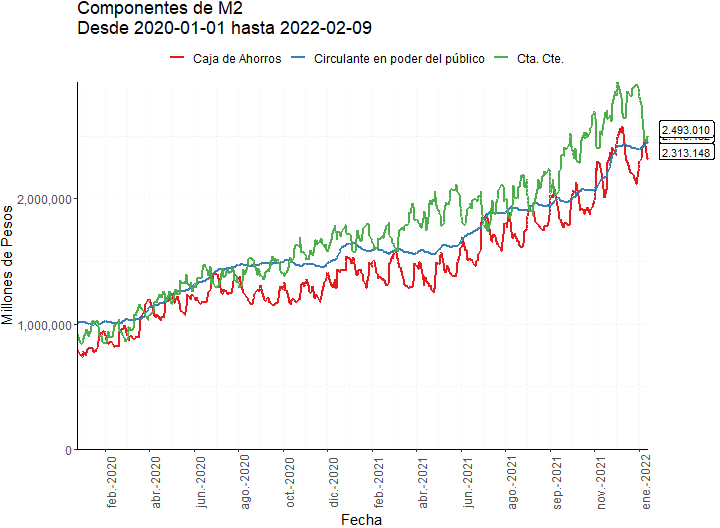 Componentes de M2
Desde 2020-01-01 hasta 2022-02-09
Caja de Ahorros Circulante en poder del público Cta. Cte.
Millones de Pesos
2,000,000
1,000,000
0
2.493.010
2.313.148
feb.-2020
abr.-2020
jun.-2020
ago.-2020
oct.-2020
dic.-2020
feb.-2021
abr.-2021
jun.-2021
ago.-2021
sep.-2021
nov.-2021
ene.-2022
Fecha